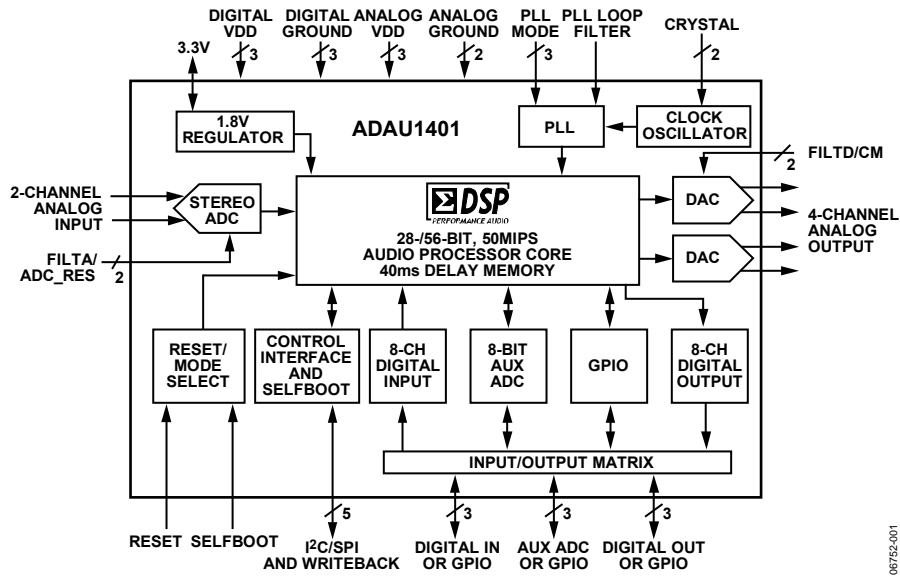 DIGITAL VDD
3
DIGITAL GROUND
3
ANALOG VDD
3
ANALOG GROUND
2
PLL MODE
3
PLL LOOP FILTER
CRYSTAL
2
3.3V
1.8V
REGULATOR
ADAU1401
PLL
CLOCK
OSCILLATOR
FILTD/CM
2
2-CHANNEL
ANALOG
INPUT
STEREO
ADC
FILTA/
ADC_RES
2
DSP
PERFORMANCE AUDIO
28-/56-BIT, 50MIPS
AUDIO PROCESSOR CORE
40ms DELAY MEMORY
DAC
DAC
4-CHANNEL
ANALOG
OUTPUT
RESET/
MODE
SELECT
CONTROL
INTERFACE
AND
SELFBOOT
8-CH
DIGITAL
INPUT
8-BIT
AUX
ADC
GPIO
8-CH
DIGITAL
OUTPUT
INPUT/OUTPUT MATRIX
RESET
SELFBOOT
5
I²C/SPI
AND WRITEBACK
3
DIGITAL IN
OR GPIO
3
AUX ADC
OR GPIO
3
DIGITAL OUT
OR GPIO
06752-001